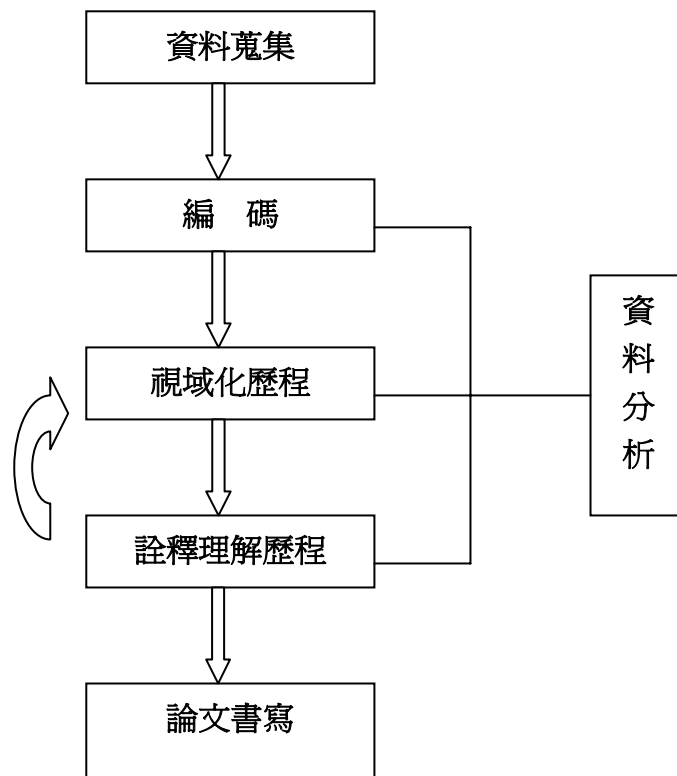 資料蒐集
編　碼
視域化歷程
詮釋理解歷程
論文書寫
資料分析